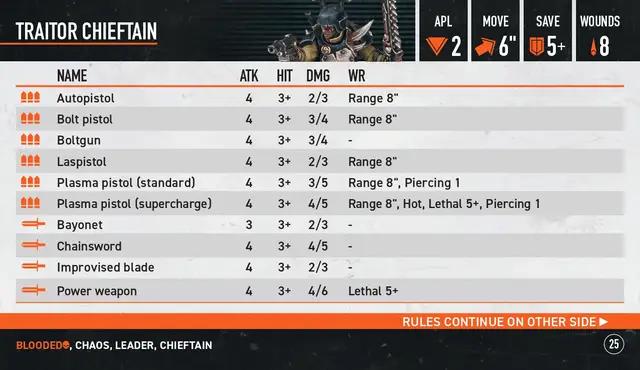 TRAITOR CHIEFTAIN
APL MOVE SAVE WOUNDS
2 6" 5+ 8
NAME ATK HIT DMG WR
Autopistol 4 3+ 2/3 Range 8"
Bolt pistol 4 3+ 3/4 Range 8"
Boltgun 4 3+ 3/4 -
Laspistol 4 3+ 2/3 Range 8"
Plasma pistol (standard) 4 3+ 3/5 Range 8", Piercing 1
Plasma pistol (supercharge) 4 3+ 4/5 Range 8", Hot, Lethal 5+, Piercing 1
Bayonet 3 3+ 2/3 -
Chainsword 4 3+ 4/5 -
Improvised blade 4 3+ 2/3 -
Power weapon 4 3+ 4/6 Lethal 5+
RULES CONTINUE ON OTHER SIDE ▶
BLOODED, CHAOS, LEADER, CHIEFTAIN 25